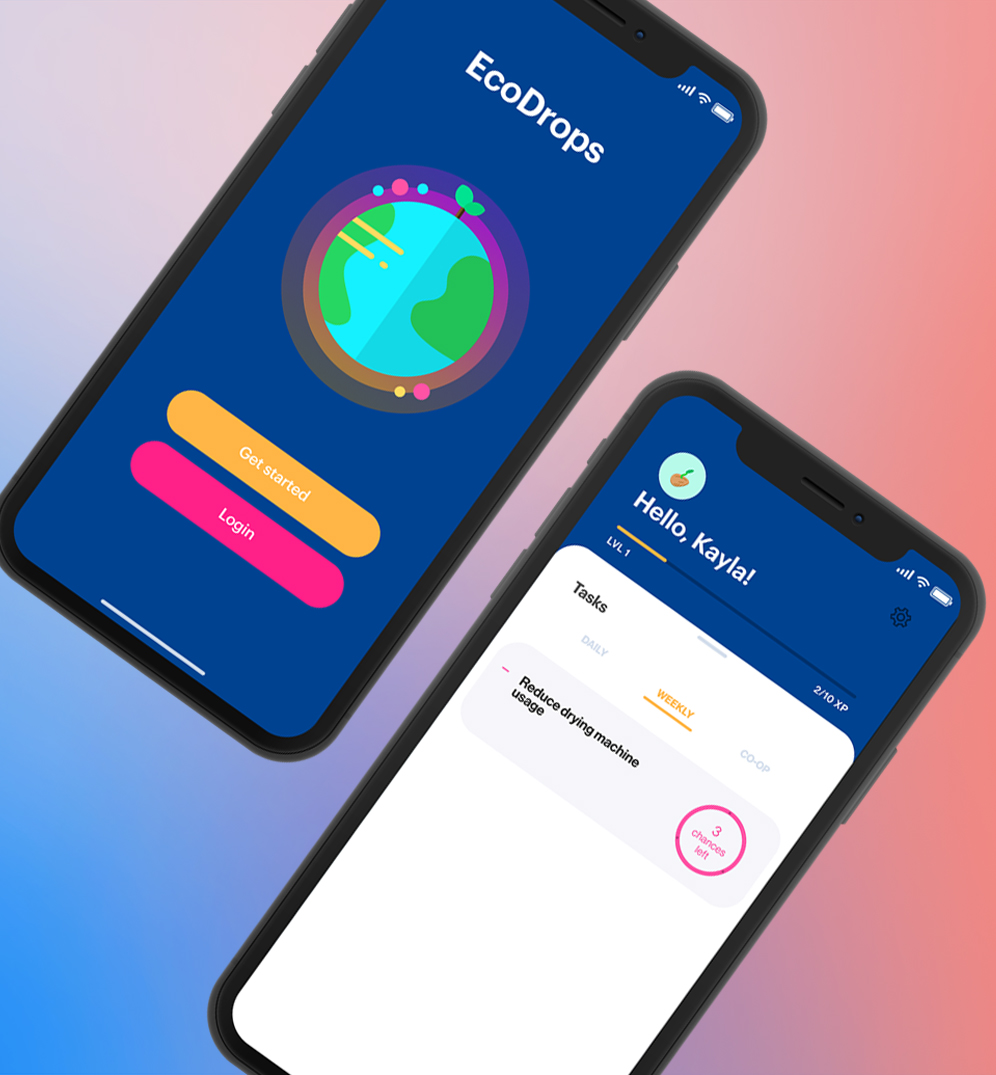 EcoDrops
Get started
Login
Hello, Kayla!
LVL 1
2/10 XP
Tasks
DAILY
WEEKLY
CO-OP
Reduce drying machine
usage
3
chances
left